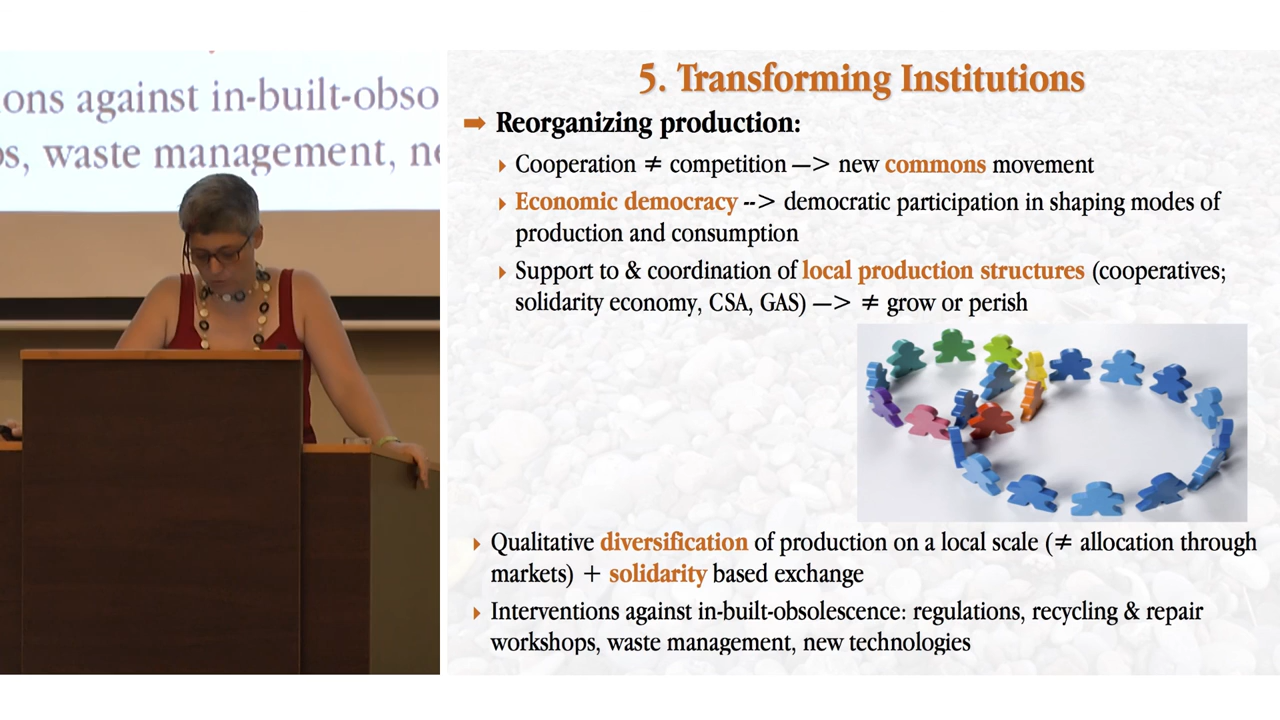 ons against in-built-obso
s, waste management, ne
5. Transforming Institutions
➡ Reorganizing production:
Cooperation ≠ competition —> new commons movement
Economic democracy --> democratic participation in shaping modes of
production and consumption
Support to & coordination of local production structures (cooperatives;
solidarity economy, CSA, GAS) —> ≠ grow or perish
Qualitative diversification of production on a local scale (≠ allocation through
markets) + solidarity based exchange
Interventions against in-built-obsolescence: regulations, recycling & repair
workshops, waste management, new technologies